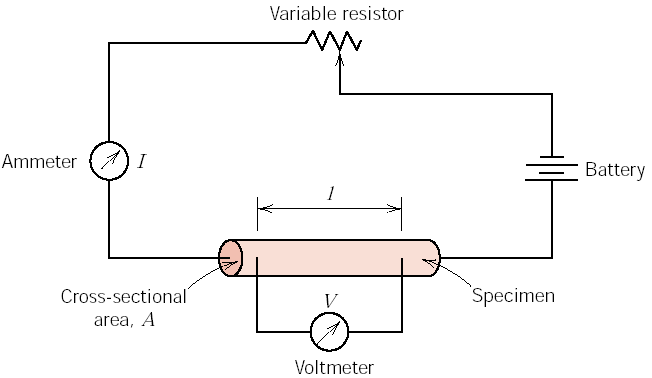 Variable resistor
Ammeter
I
Battery
l
Cross-sectional
area, A
V
Specimen
Voltmeter